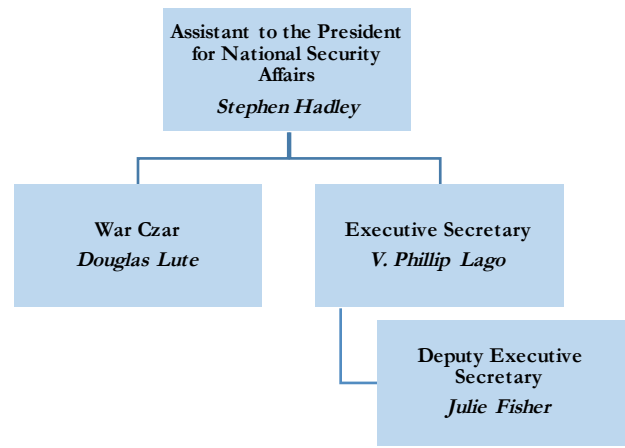 Assistant to the President
for National Security
Affairs
Stephen Hadley
War Czar
Douglas Lute
Executive Secretary
V. Phillip Lago
Deputy Executive
Secretary
Julie Fisher